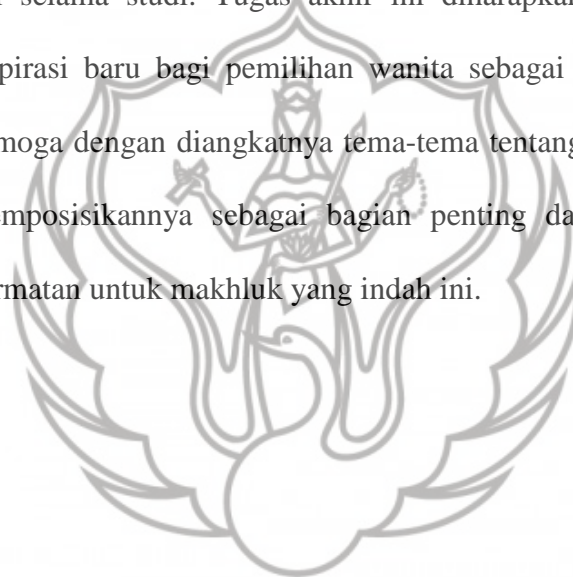 selama studi. Tugas akhir ini diharapkan
pirasi baru bagi pemilihan wanita sebagai
moga dengan diangkatnya tema-tema tentang
mposisikannya sebagai bagian penting da
rmatan untuk makhluk yang indah ini.